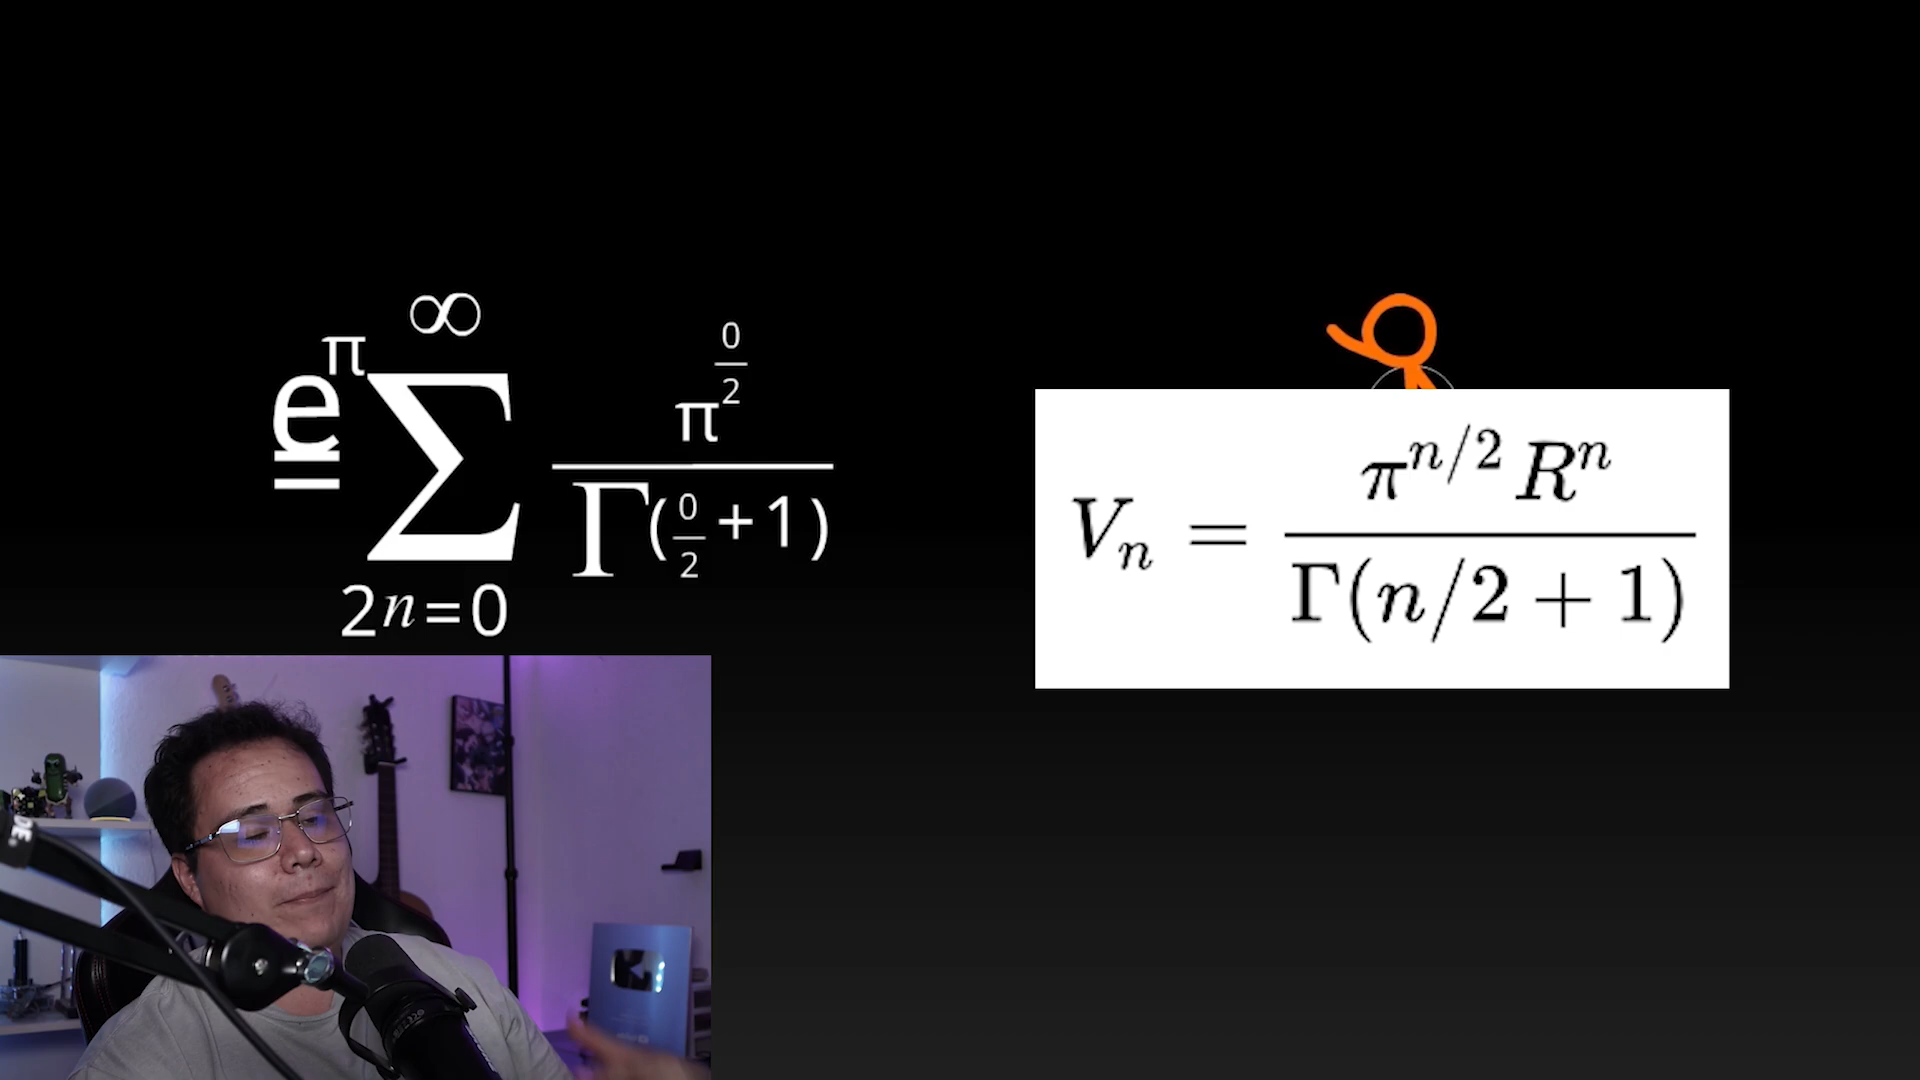 e^π = ∑_{2n=0}^{∞} π^{0/2} / Γ(0/2 + 1)
V_n = π^{n/2} R^n / Γ(n/2 + 1)